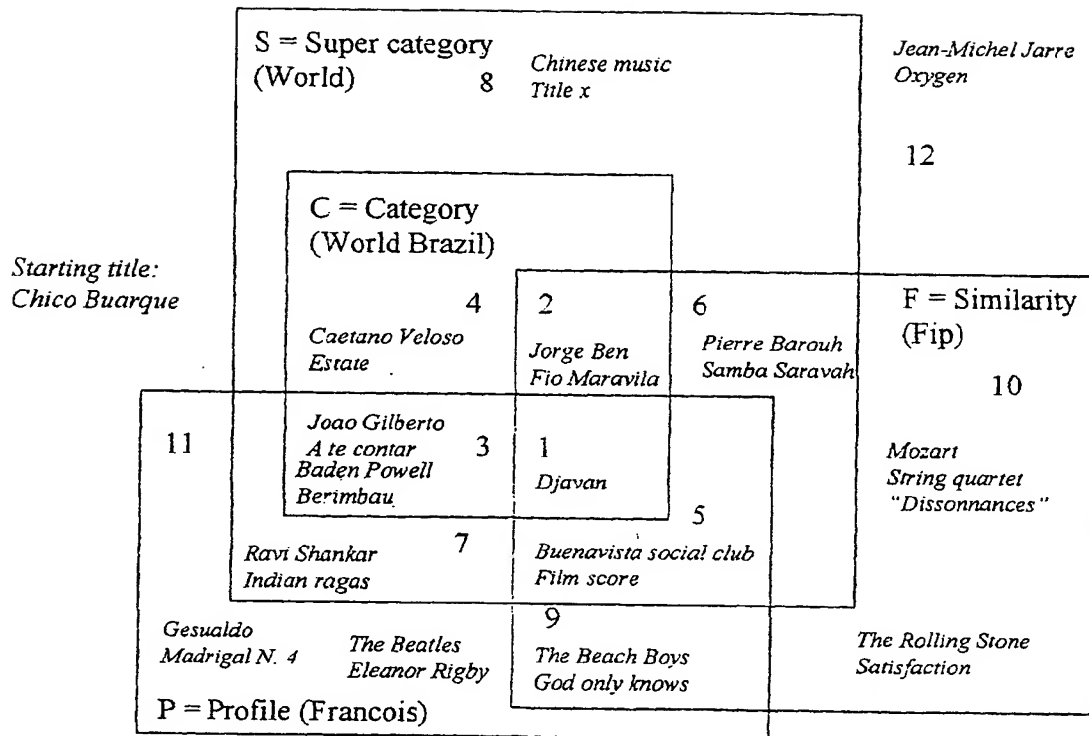 S = Super category
(World)
8
Chinese music
Title x
Jean-Michel Jarre
Oxygen
12
C = Category
(World Brazil)
Starting title:
Chico Buarque
4
2
6
F = Similarity
(Fip)
Caetano Veloso
Estate
Jorge Ben
Fio Maravila
Pierre Barouh
Samba Saravah
10
11
Joao Gilberto
A te contar
Baden Powell
Berimbau
3
1
Djavan
Mozart
String quartet
"Dissonnances"
5
7
Ravi Shankar
Indian ragas
Buenavista social club
Film score
9
Gesualdo
Madrigal N. 4
The Beatles
Eleanor Rigby
The Beach Boys
God only knows
The Rolling Stone
Satisfaction
P = Profile (Francois)